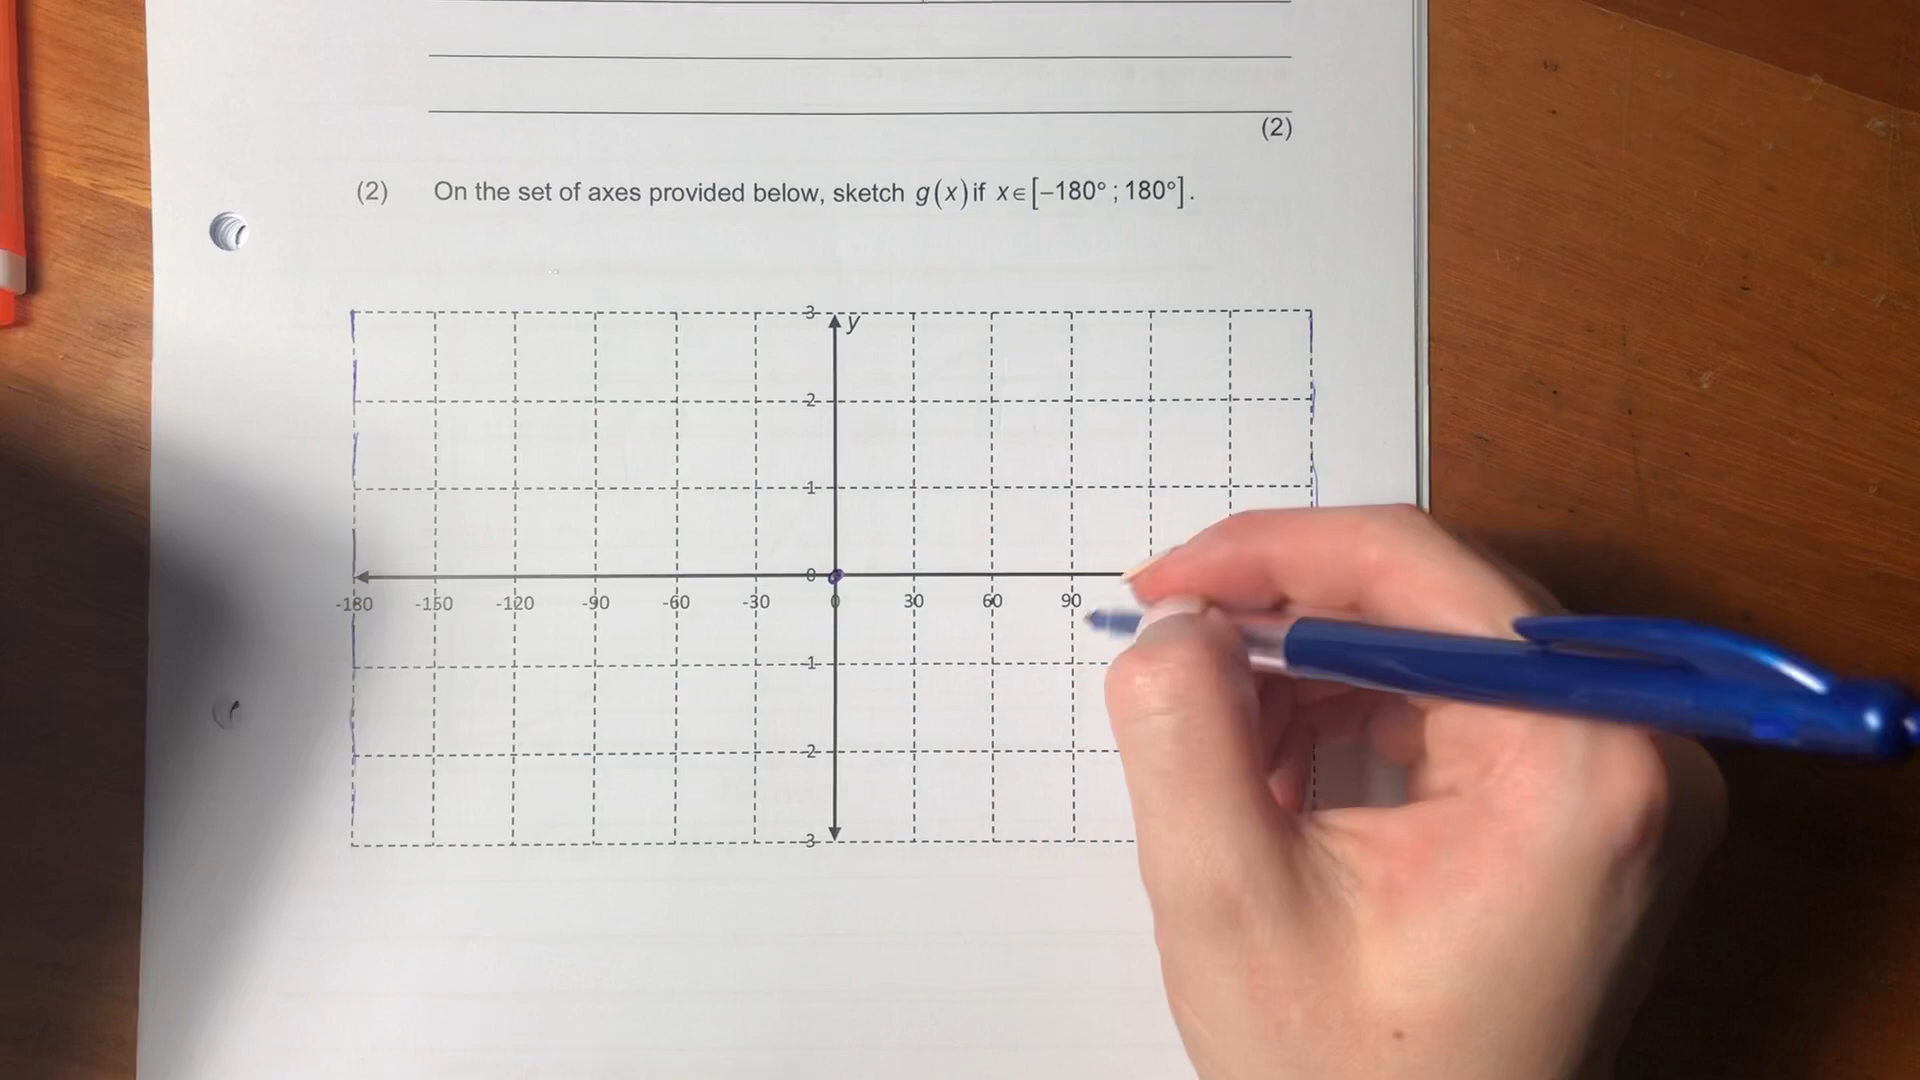 (2)
(2) On the set of axes provided below, sketch g(x) if x∈[−180° ; 180°].
3 y
2
1
0
-180 -150 -120 -90 -60 -30 0 30 60 90
-1
-2
-3